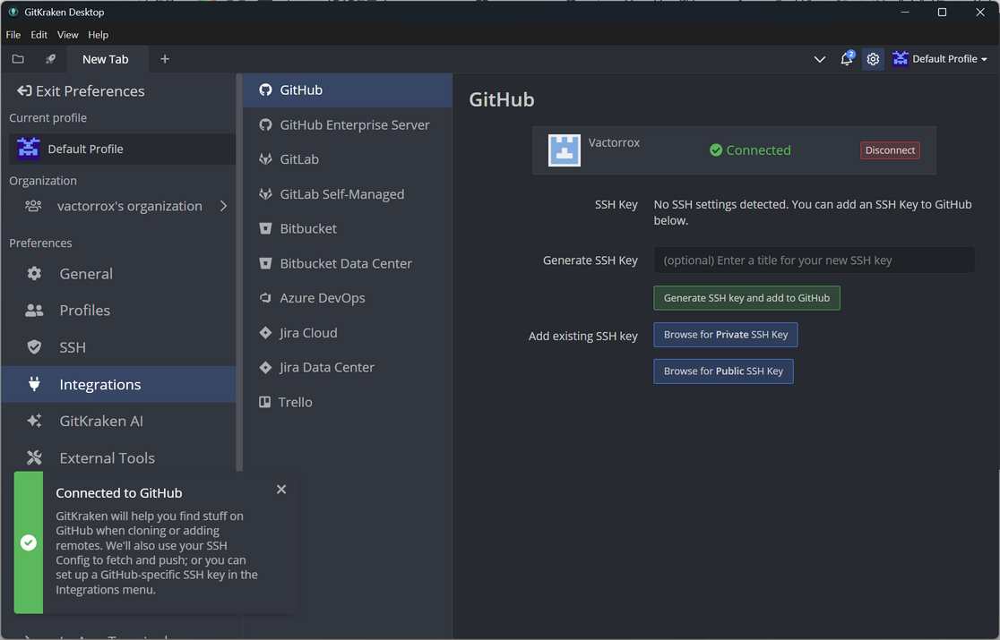 GitKraken Desktop
File Edit View Help
New Tab
2
Default Profile
Exit Preferences
Current profile
Default Profile
Organization
vactorrox's organization
Preferences
General
Profiles
SSH
Integrations
GitKraken AI
External Tools
GitHub
GitHub Enterprise Server
GitLab
GitLab Self-Managed
Bitbucket
Bitbucket Data Center
Azure DevOps
Jira Cloud
Jira Data Center
Trello
GitHub
Vactorrox
Connected
Disconnect
SSH Key
No SSH settings detected. You can add an SSH Key to GitHub
below.
Generate SSH Key
(optional) Enter a title for your new SSH key
Generate SSH key and add to GitHub
Add existing SSH key
Browse for Private SSH Key
Browse for Public SSH Key
Connected to GitHub
GitKraken will help you find stuff on
GitHub when cloning or adding
remotes. We'll also use your SSH
Config to fetch and push; or you can
set up a GitHub-specific SSH key in the
Integrations menu.